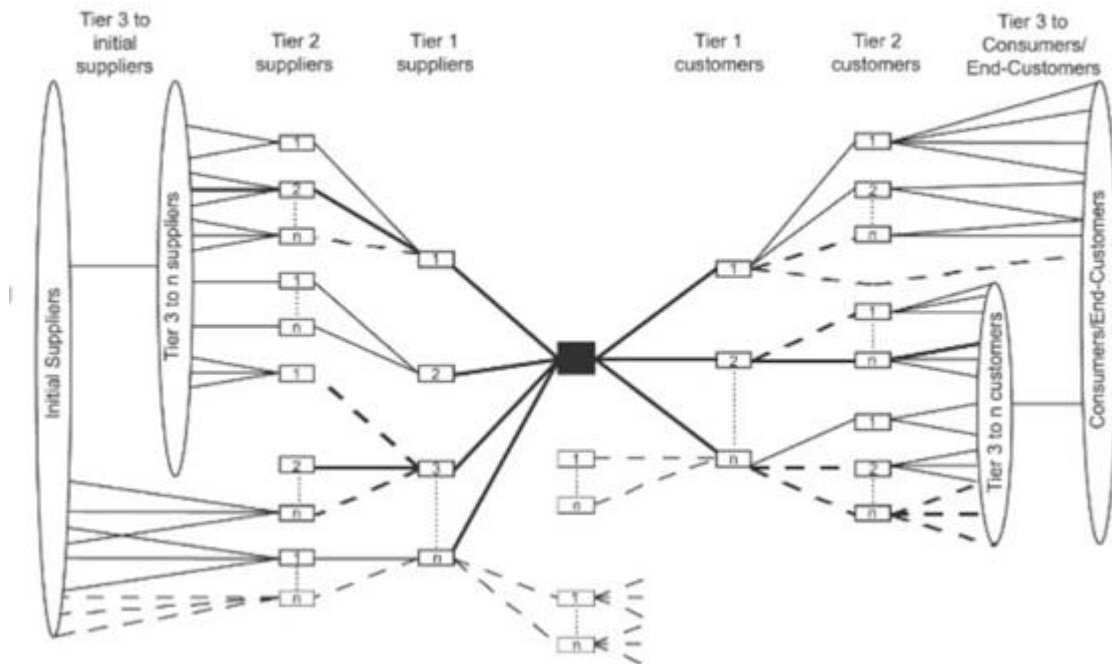 Tier 3 to
initial
suppliers
Tier 2
suppliers
Tier 1
suppliers
Tier 1
customers
Tier 2
customers
Tier 3 to
Consumers/
End-Customers
Initial Suppliers
Tier 3 to n suppliers
1
2
n
1
n
1
2
n
1
n
1
2
3
n
1
n
1
n
1
2
n
1
2
n
1
n
1
2
n
Tier 3 to n customers
Consumers/End-Customers